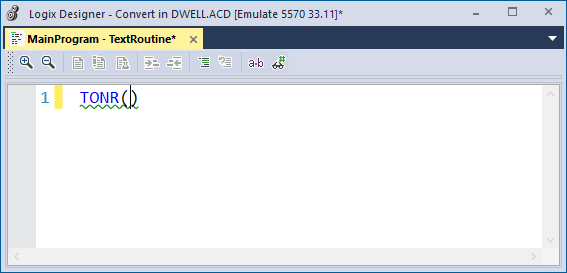 Logix Designer - Convert in DWELL.ACD [Emulate 5570 33.11]*
MainProgram - TextRoutine*
a·b
1 TONR()